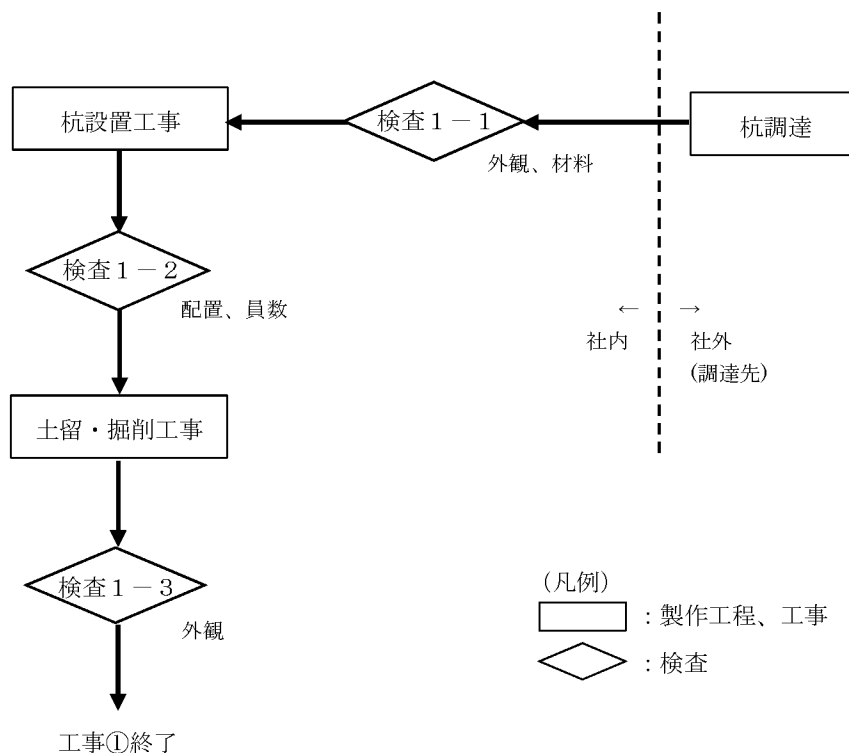 杭設置工事
検査１－１
杭調達
外観、材料
検査１－２
配置、員数
← →
社内 社外
(調達先)
土留・掘削工事
検査１－３
外観
工事①終了
(凡例)
：製作工程、工事
：検査